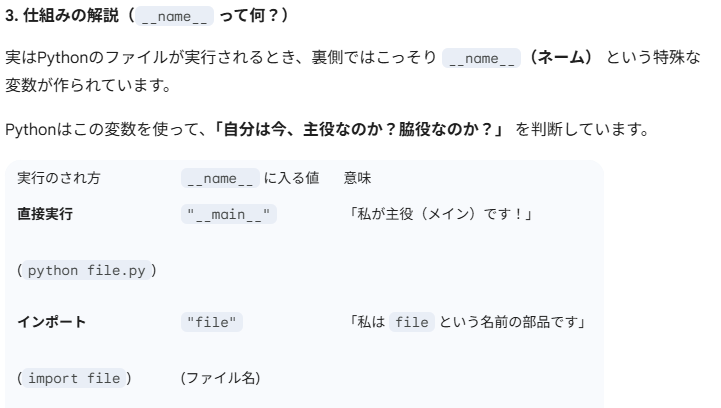 3. 仕組みの解説（ __name__ って何？）
実はPythonのファイルが実行されるとき、裏側ではこっそり __name__（ネーム） という特殊な
変数が作られています。
Pythonはこの変数を使って、「自分は今、主役なのか？脇役なのか？」 を判断しています。
実行のされ方 __name__ に入る値 意味
直接実行 "__main__" 「私が主役（メイン）です！」
( python file.py )
インポート "file" 「私は file という名前の部品です」
( import file ) (ファイル名)